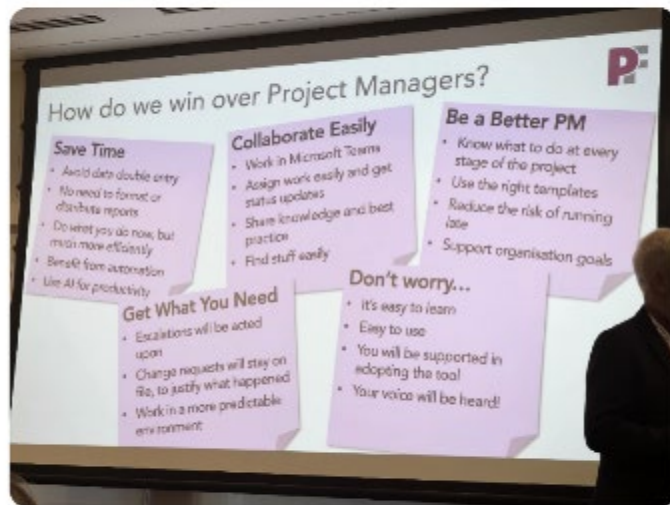 How do we win over Project Managers?
PF
Save Time
• Avoid data double entry
• No need to format or
distribute reports
• Do what you do now, but
much more efficiently
• Benefit from automation
• Use AI for productivity
Collaborate Easily
• Work in Microsoft Teams
• Assign work easily and get
status updates
• Share knowledge and best
practice
• Find stuff easily
Be a Better PM
• Know what to do at every
stage of the project
• Use the right templates
• Reduce the risk of running
late
• Support organisation goals
Get What You Need
• Escalations will be acted
upon
• Change requests will stay on
file, to justify what happened
• Work in a more predictable
environment
Don't worry...
• It's easy to learn
• Easy to use
• You will be supported in
adopting the tool
• Your voice will be heard!